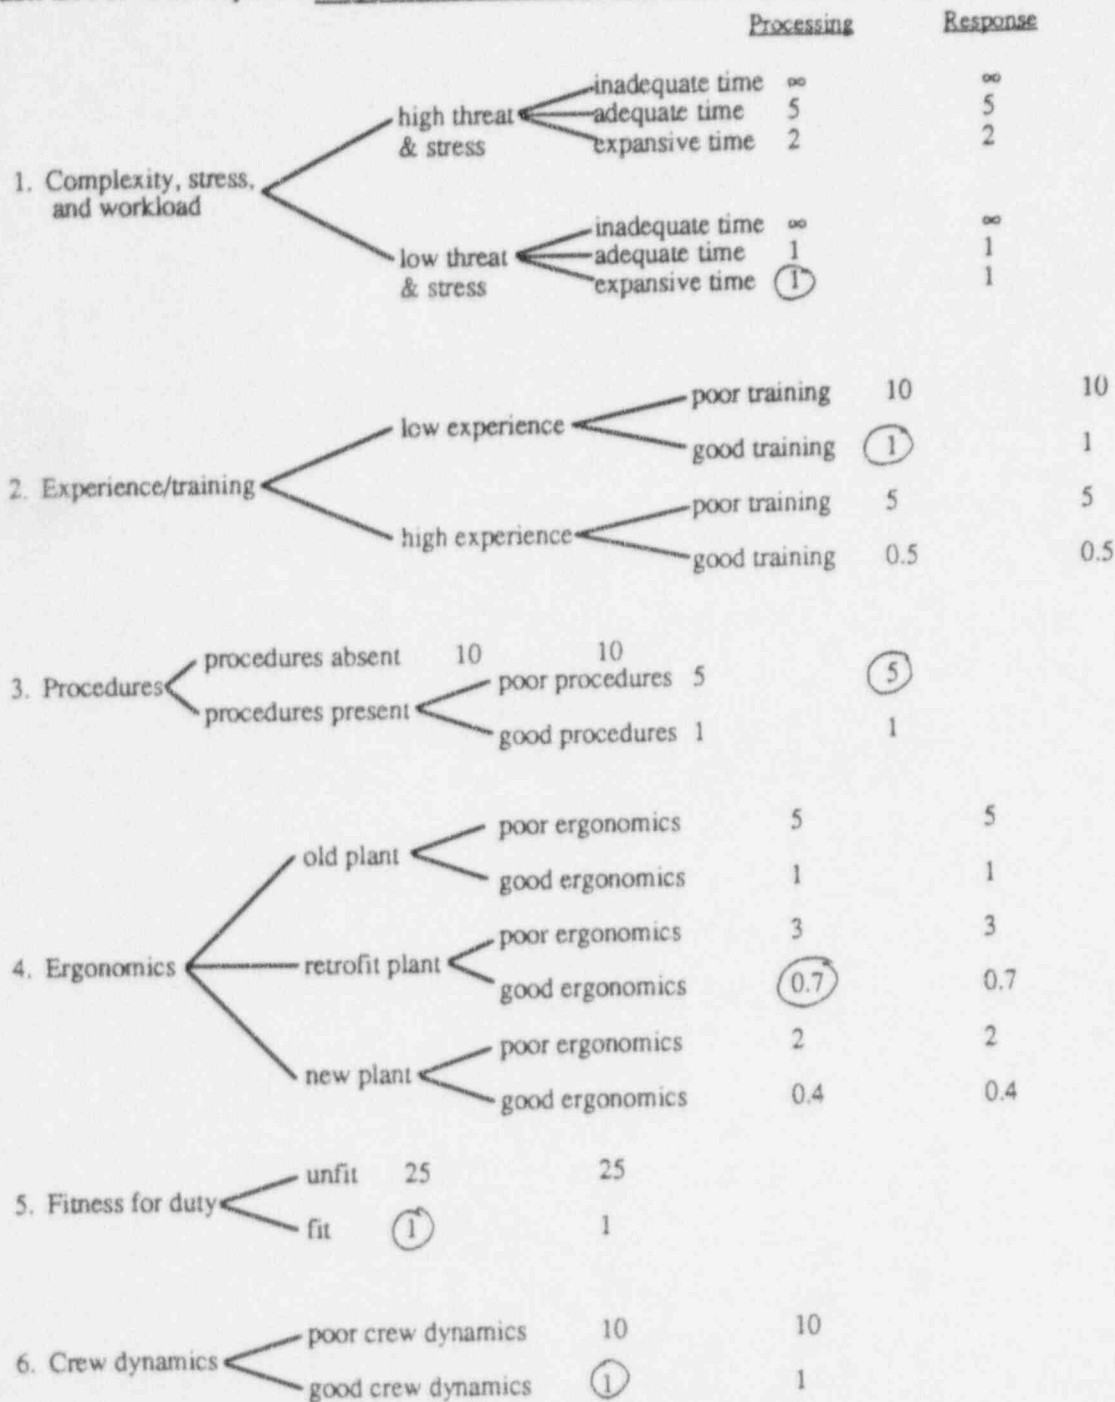 Processing Response
inadequate time ∞ ∞
high threat adequate time 5 5
& stress expansive time 2 2
1. Complexity, stress,
and workload
inadequate time ∞ ∞
low threat adequate time 1 1
& stress expansive time 1 1
poor training 10 10
low experience
good training 1 1
2. Experience/training
poor training 5 5
high experience
good training 0.5 0.5
procedures absent 10 10
3. Procedures poor procedures 5 5
procedures present
good procedures 1 1
poor ergonomics 5 5
old plant
good ergonomics 1 1
poor ergonomics 3 3
4. Ergonomics retrofit plant
good ergonomics 0.7 0.7
poor ergonomics 2 2
new plant
good ergonomics 0.4 0.4
unfit 25 25
5. Fitness for duty
fit 1 1
poor crew dynamics 10 10
6. Crew dynamics
good crew dynamics 1 1